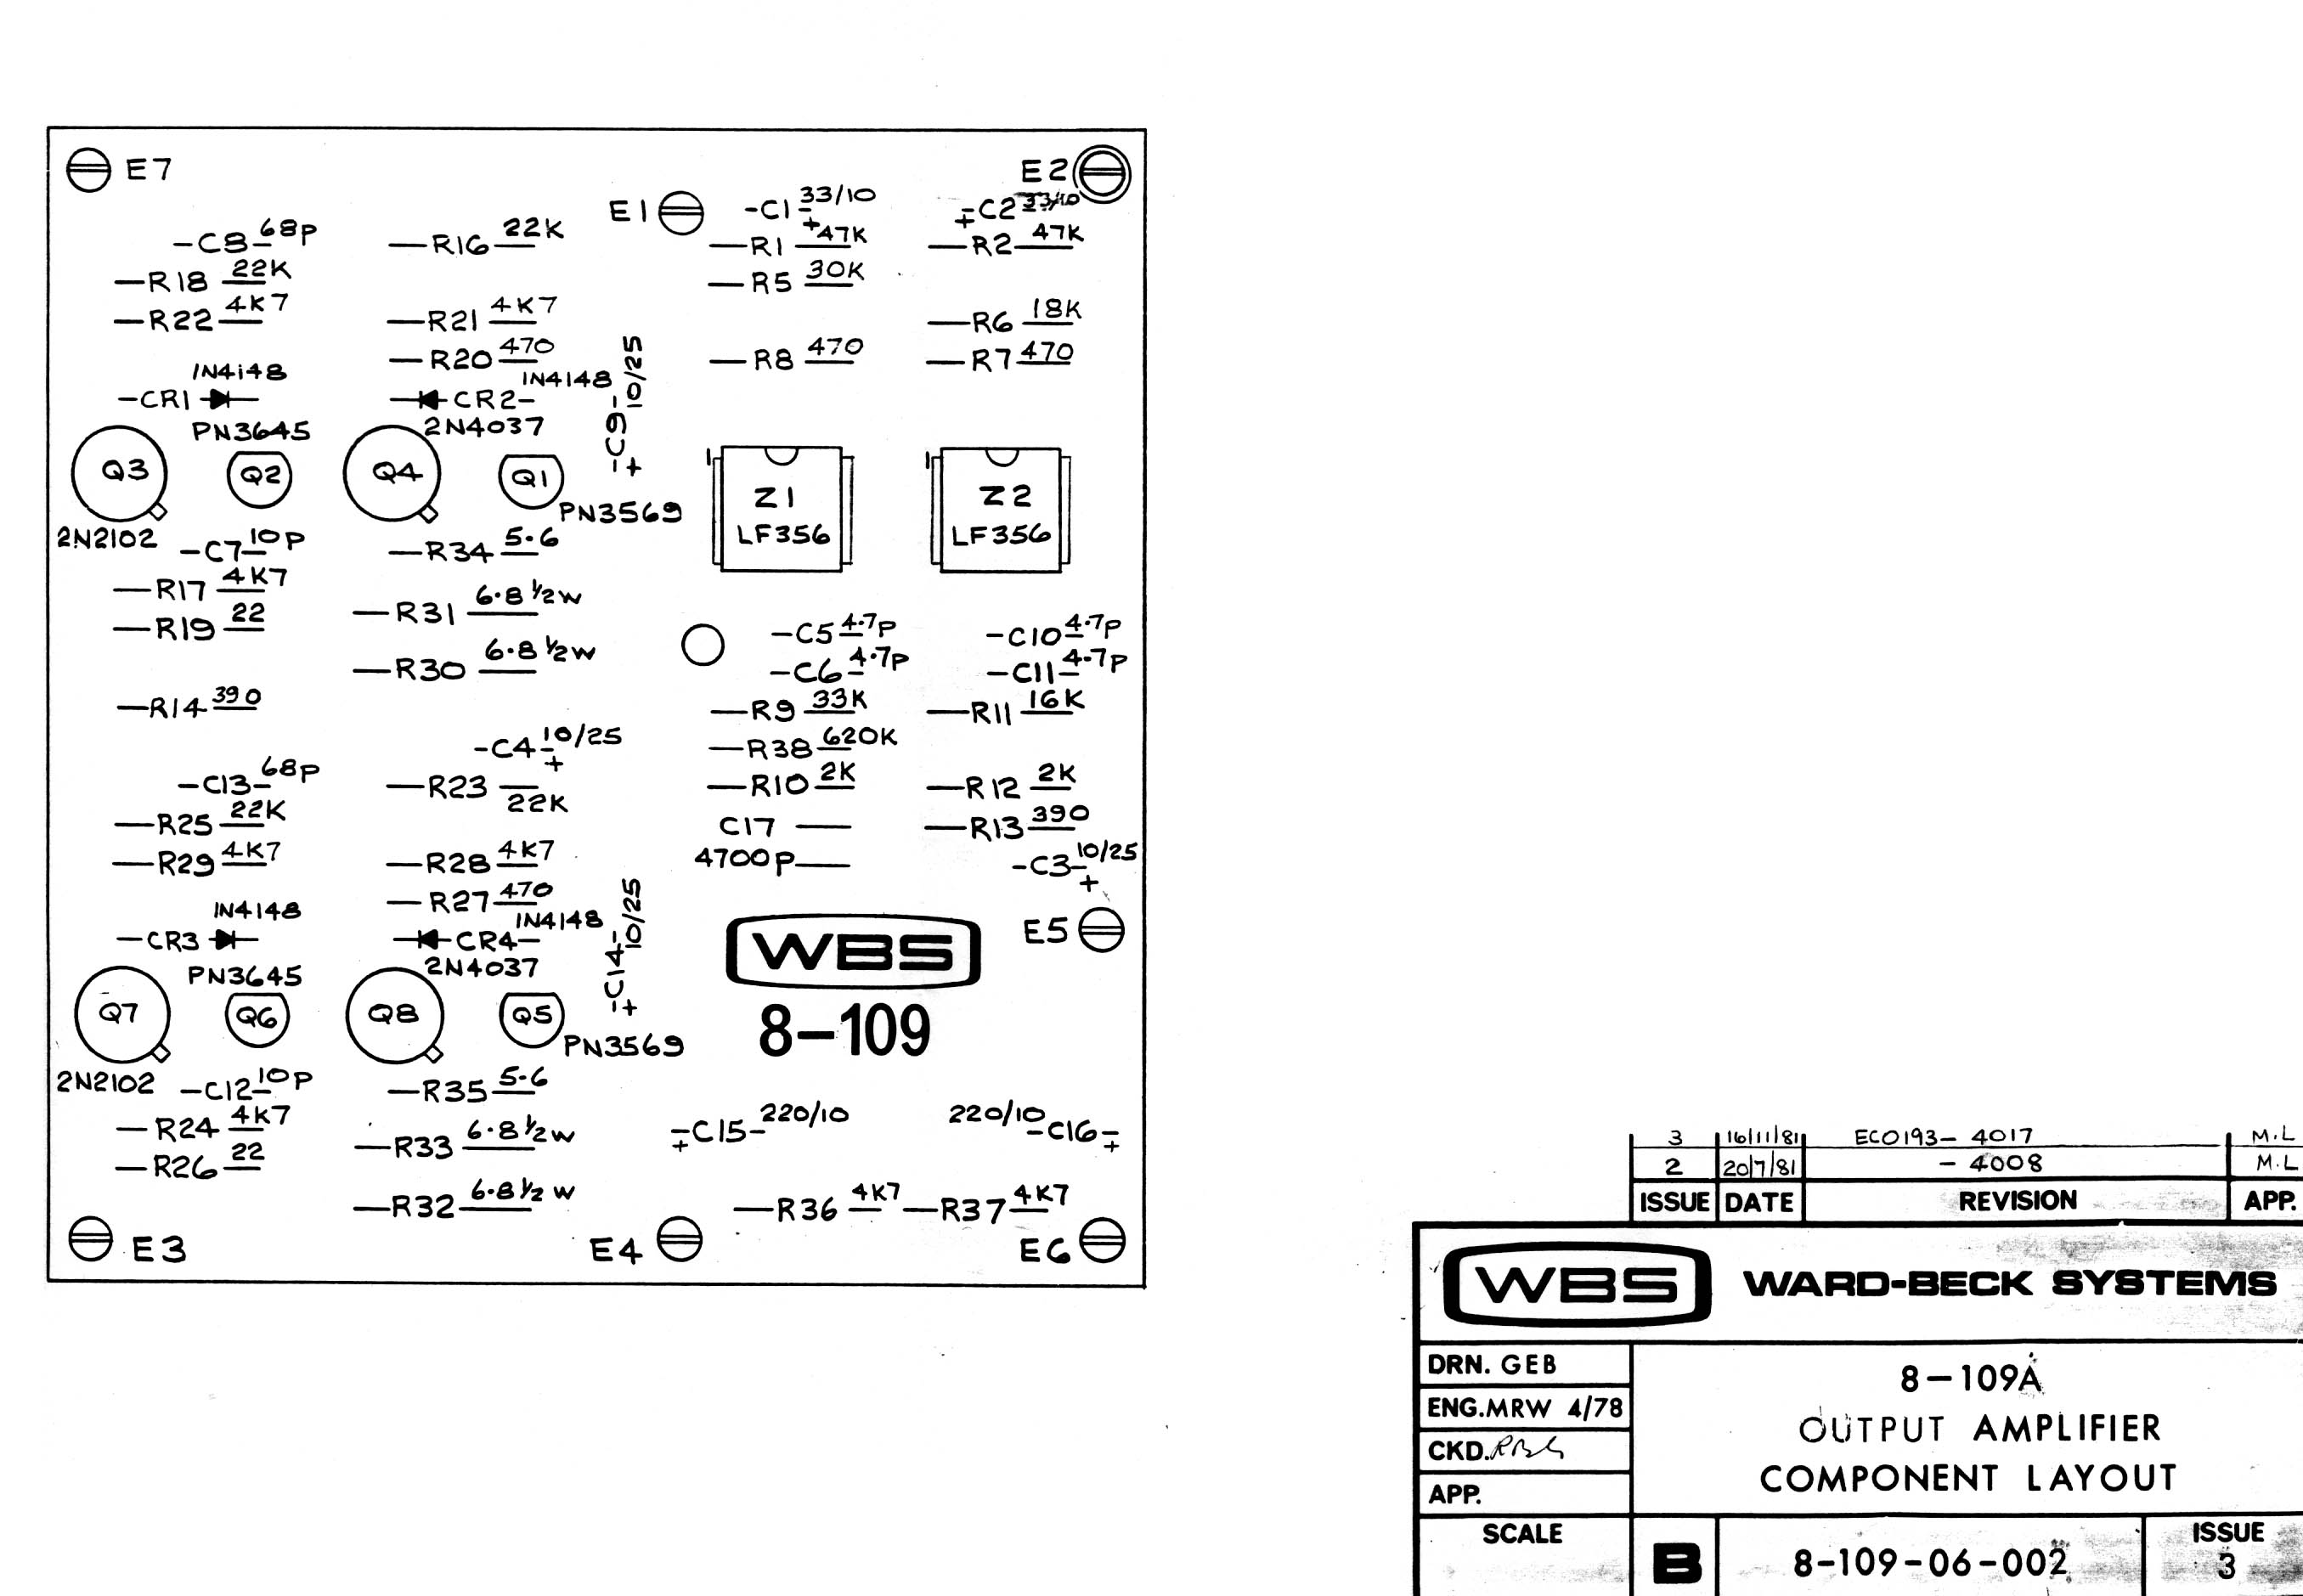 E7
E2
E1
-C1- 33/10 +
+C2 33/10
-C8- 68P
R16 22K
R1 47K
R2 47K
R18 22K
R5 30K
R22 4K7
R21 4K7
R6 18K
R20 470
R8 470
R7 470
1N4148
1N4148
-CR1
CR2-
+ -C9- 10/25
PN3645
2N4037
Q3
Q2
Q4
Q1
PN3569
Z1
LF356
Z2
LF356
2N2102
-C7- 10P
R34 5.6
R17 4K7
R31 6.8 ½W
R19 22
-C5- 4.7P
-C10- 4.7P
R30 6.8 ½W
-C6- 4.7P
-C11- 4.7P
R14 390
R9 33K
R11 16K
-C4- 10/25 +
R38 620K
-C13- 68P
R23 22K
R10 2K
R12 2K
R25 22K
C17
4700P
R13 390
R29 4K7
R28 4K7
-C3- 10/25 +
R27 470
1N4148
1N4148
-CR3
CR4-
+ -C14- 10/25
E5
WBS
8-109
PN3645
2N4037
Q7
Q6
Q8
Q5
PN3569
2N2102
-C12- 10P
R35 5.6
R24 4K7
R33 6.8 ½W
+C15- 220/10
220/10 -C16- +
R26 22
R32 6.8 ½W
R36 4K7
R37 4K7
E3
E4
E6
3 16/11/81 ECO193- 4017 M.L
2 20/7/81 - 4008 M.L
ISSUE DATE REVISION APP.
WBS WARD-BECK SYSTEMS
DRN. GEB
ENG. MRW 4/78
CKD.
APP.
8-109A
OUTPUT AMPLIFIER
COMPONENT LAYOUT
SCALE
B
8-109-06-002
ISSUE
3